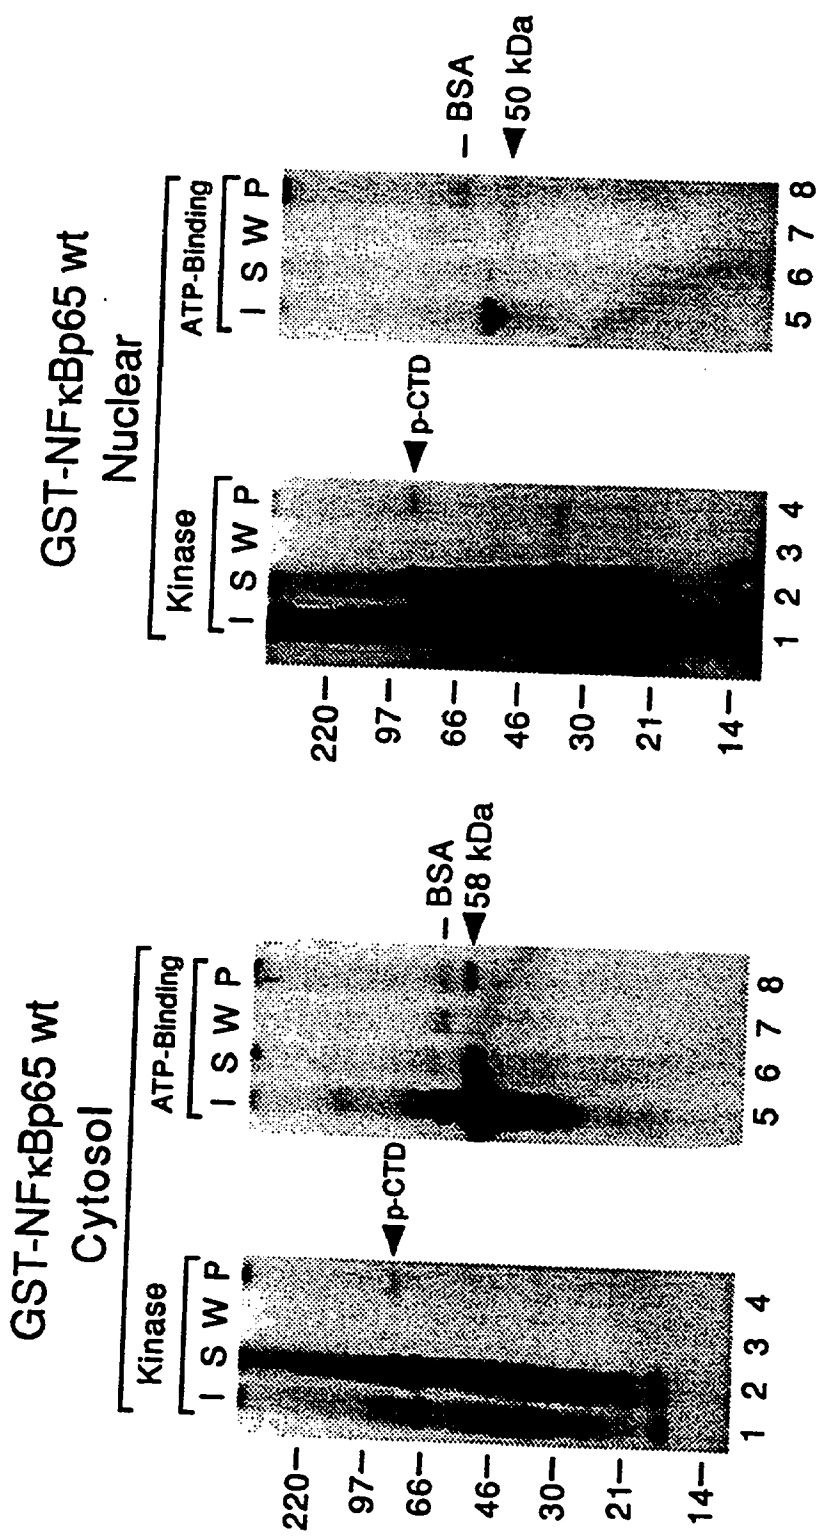 GST-NFκBp65 wt
Cytosol
Kinase
ATP-Binding
I S W P
I S W P
220–
97–
66–
46–
30–
21–
14–
◀p-CTD
– BSA
◀58 kDa
1 2 3 4
5 6 7 8
GST-NFκBp65 wt
Nuclear
Kinase
ATP-Binding
I S W P
I S W P
220–
97–
66–
46–
30–
21–
14–
◀p-CTD
– BSA
◀50 kDa
1 2 3 4
5 6 7 8